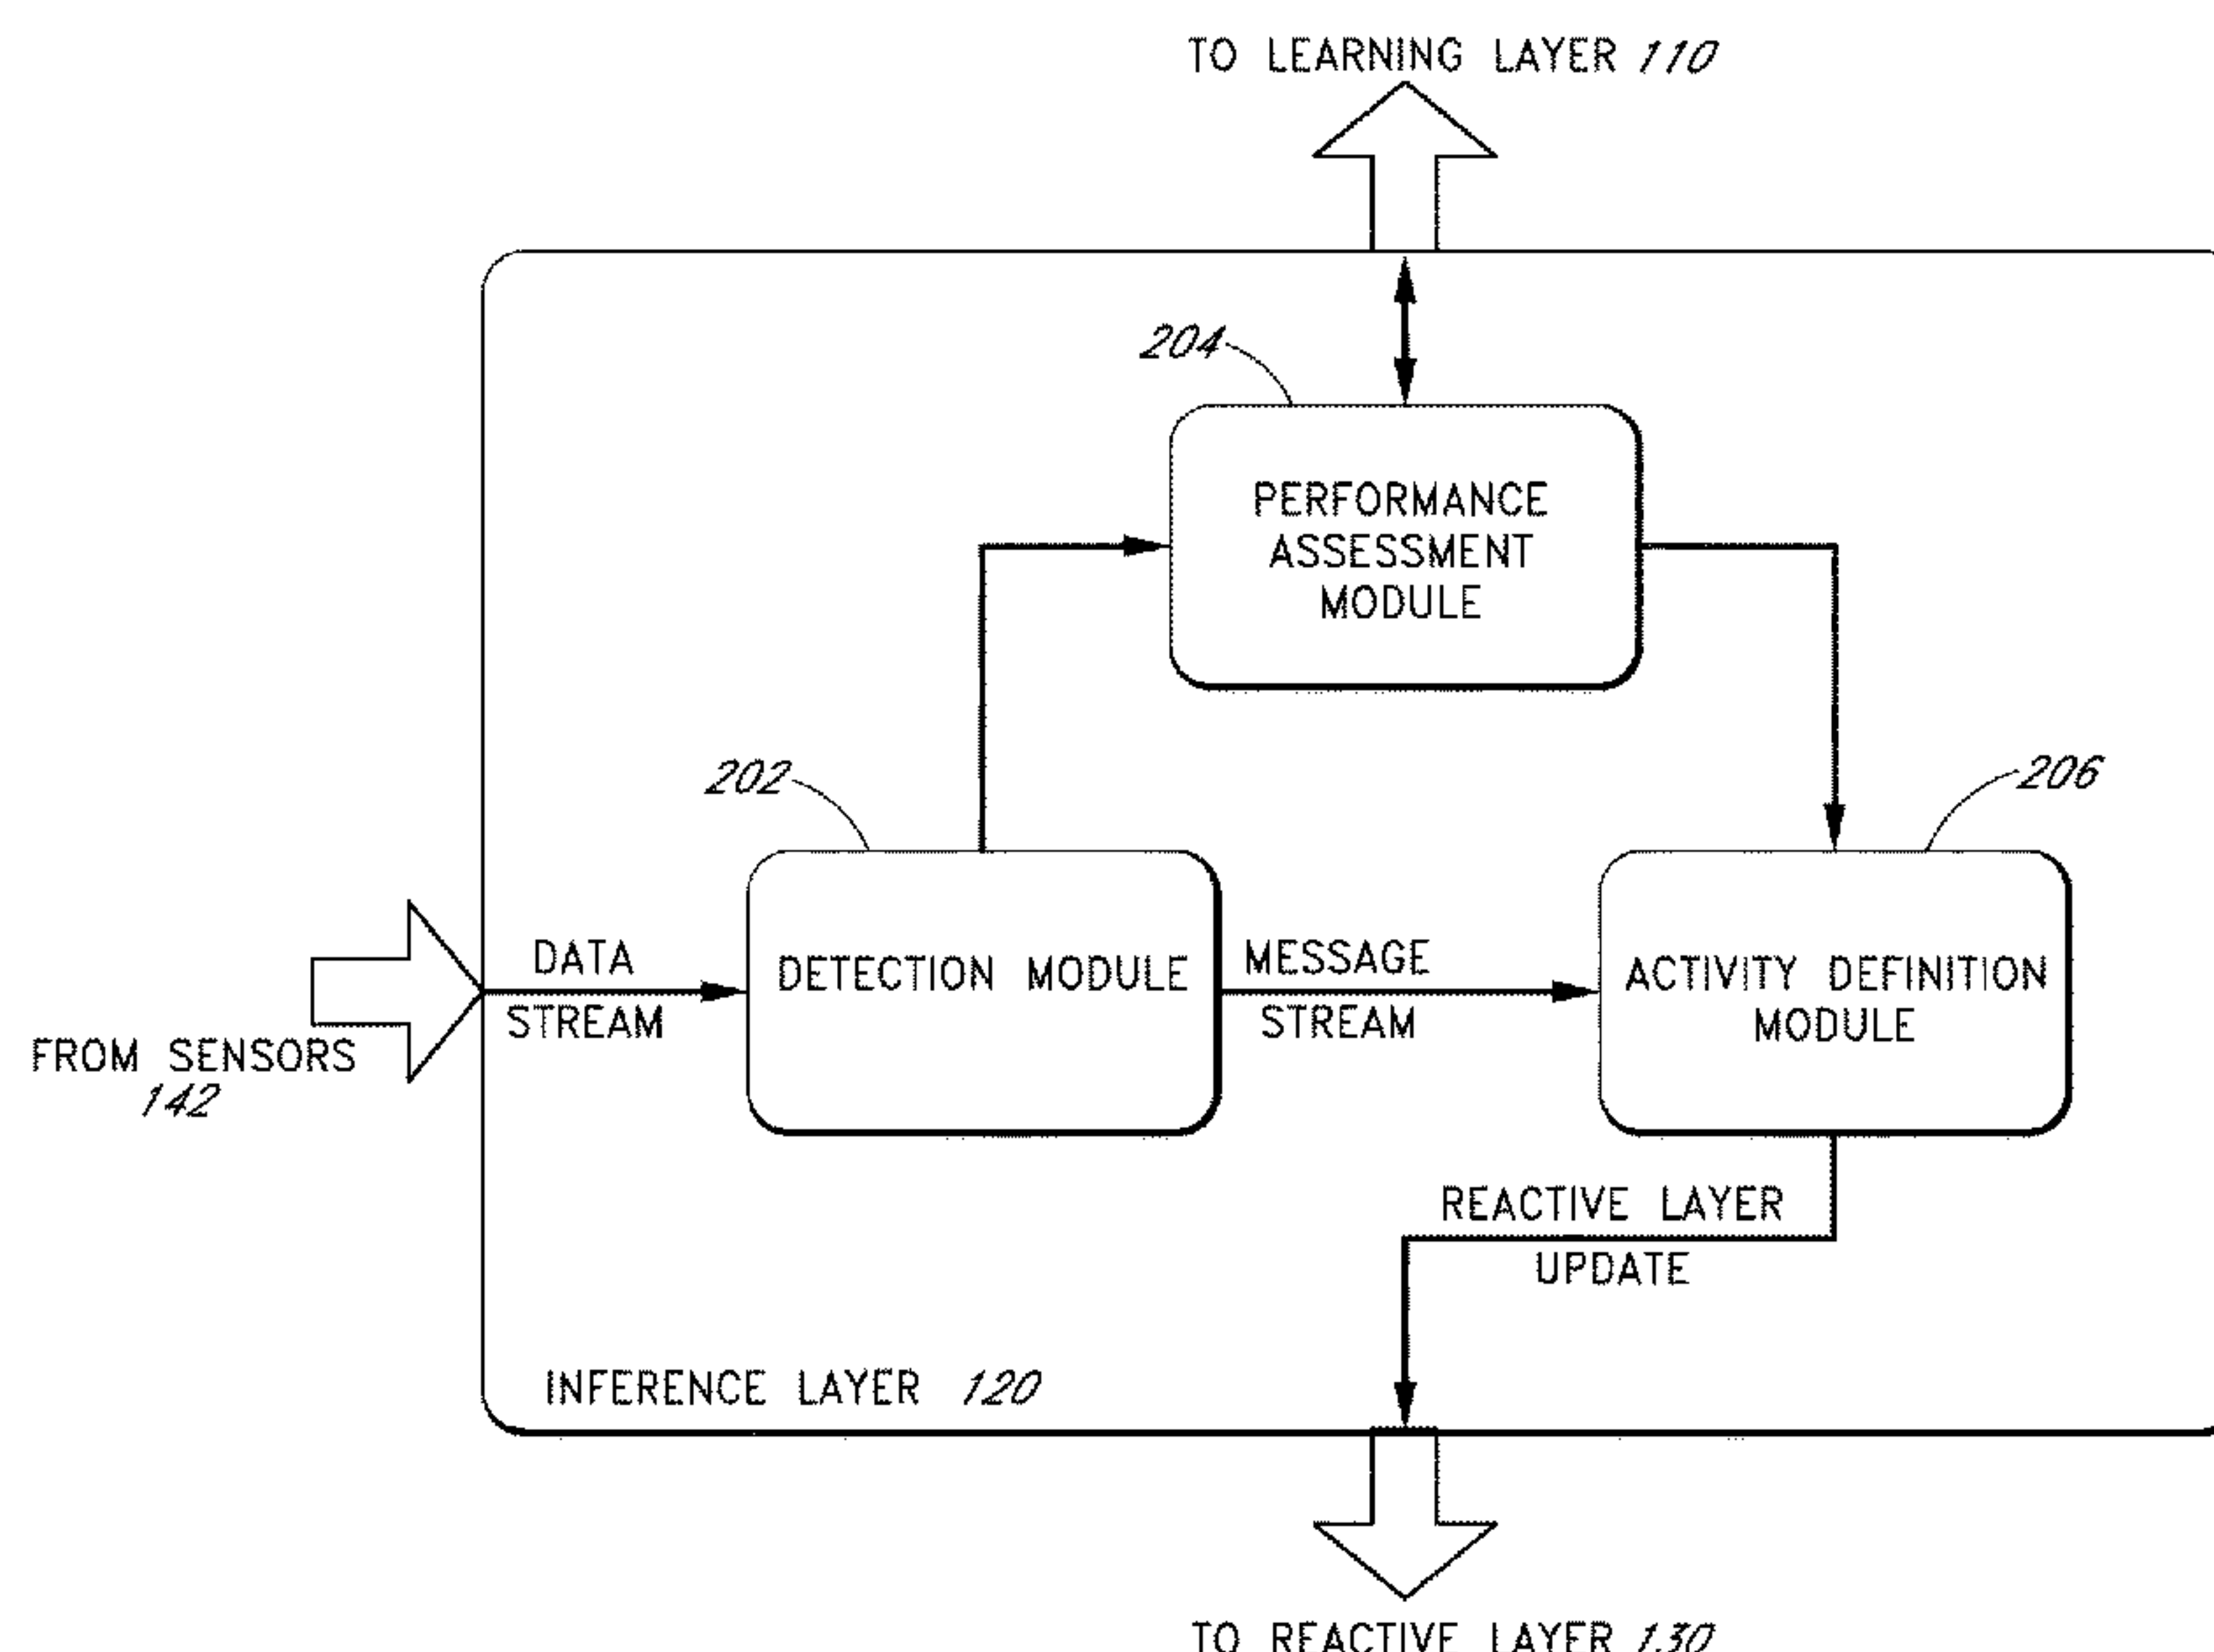 TO LEARNING LAYER 110
204
PERFORMANCE
ASSESSMENT
MODULE
202
206
DATA
STREAM
DETECTION MODULE
MESSAGE
STREAM
ACTIVITY DEFINITION
MODULE
FROM SENSORS
142
REACTIVE LAYER
UPDATE
INFERENCE LAYER 120
TO REACTIVE LAYER 130